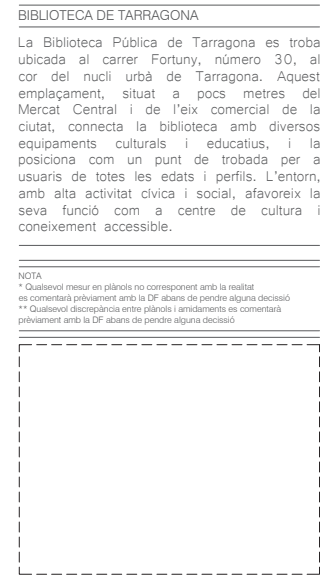 BIBLIOTECA DE TARRAGONA
La Biblioteca Pública de Tarragona es troba
ubicada al carrer Fortuny, número 30, al
cor del nucli urbà de Tarragona. Aquest
emplaçament, situat a pocs metres del
Mercat Central i de l'eix comercial de la
ciutat, connecta la biblioteca amb diversos
equipaments culturals i educatius, i la
posiciona com un punt de trobada per a
usuaris de totes les edats i perfils. L'entorn,
amb alta activitat cívica i social, afavoreix la
seva funció com a centre de cultura i
coneixement accessible.
NOTA
* Qualsevol mesur en plànols no corresponent amb la realitat
es comentarà prèviament amb la DF abans de pendre alguna decissió
** Qualsevol discrepància entre plànols i amidaments es comentarà
prèviament amb la DF abans de pendre alguna decissió